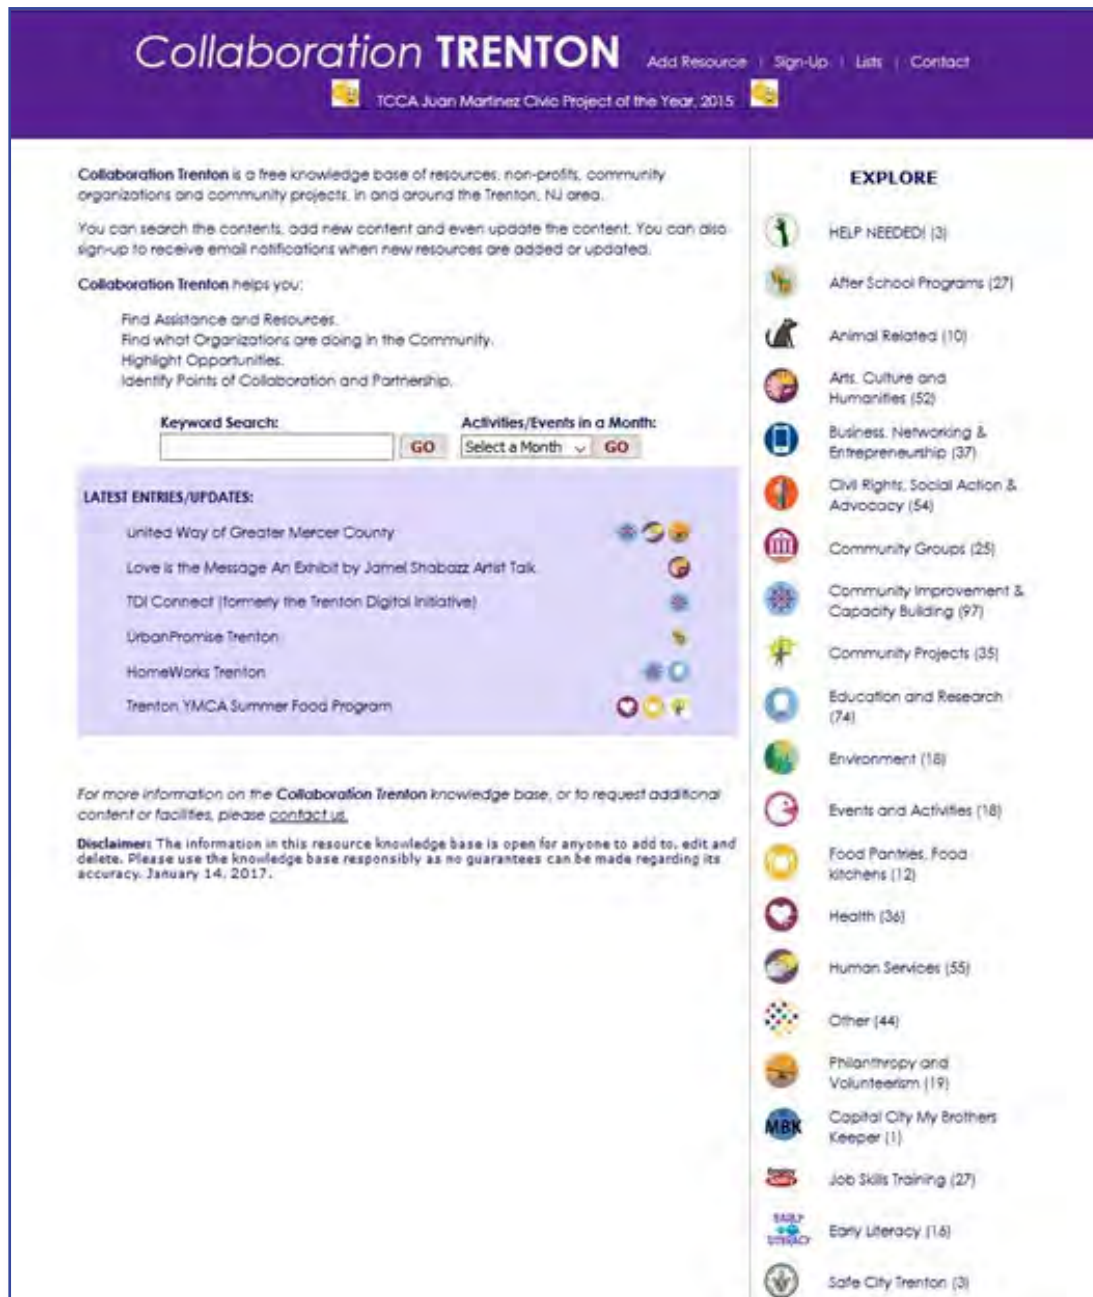 Collaboration TRENTON
Add Resource | Sign-Up | Lists | Contact
TCCA Juan Martinez Civic Project of the Year, 2015
Collaboration Trenton is a free knowledge base of resources, non-profits, community
organizations and community projects, in and around the Trenton, NJ area.
You can search the contents, add new content and even update the content. You can also
sign-up to receive email notifications when new resources are added or updated.
Collaboration Trenton helps you:
Find Assistance and Resources.
Find what Organizations are doing in the Community.
Highlight Opportunities.
Identify Points of Collaboration and Partnership.
Keyword Search:
GO
Activities/Events in a Month:
Select a Month
GO
LATEST ENTRIES/UPDATES:
United Way of Greater Mercer County
Love is the Message An Exhibit by Jamel Shabazz Artist Talk
TDI Connect (formerly the Trenton Digital Initiative)
UrbanPromise Trenton
HomeWorks Trenton
Trenton YMCA Summer Food Program
For more information on the Collaboration Trenton knowledge base, or to request additional
content or facilities, please contact us.
Disclaimer: The information in this resource knowledge base is open for anyone to add to, edit and
delete. Please use the knowledge base responsibly as no guarantees can be made regarding its
accuracy. January 14, 2017.
EXPLORE
HELP NEEDED! (3)
After School Programs (27)
Animal Related (10)
Arts, Culture and
Humanities (52)
Business, Networking &
Entrepreneurship (37)
Civil Rights, Social Action &
Advocacy (54)
Community Groups (25)
Community Improvement &
Capacity Building (97)
Community Projects (35)
Education and Research
(74)
Environment (18)
Events and Activities (18)
Food Pantries, Food
kitchens (12)
Health (36)
Human Services (55)
Other (44)
Philanthropy and
Volunteerism (19)
MBK
Capital City My Brothers
Keeper (1)
Job Skills Training (27)
EARLY
LITERACY
Early Literacy (16)
Safe City Trenton (3)